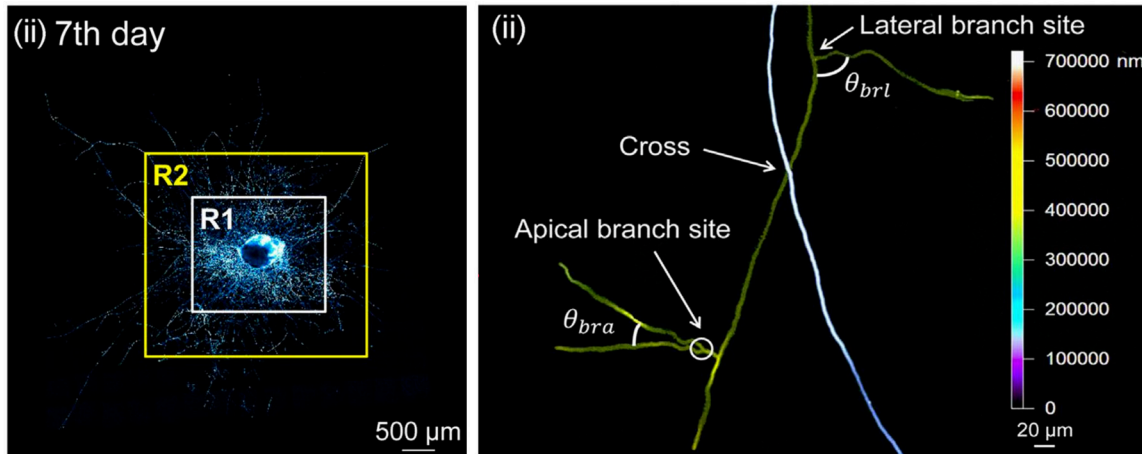 (ii) 7th day
R2
R1
500 µm
(ii)
Lateral branch site
θbrl
Cross
Apical branch site
θbra
700000 nm
600000
500000
400000
300000
200000
100000
0
20 µm